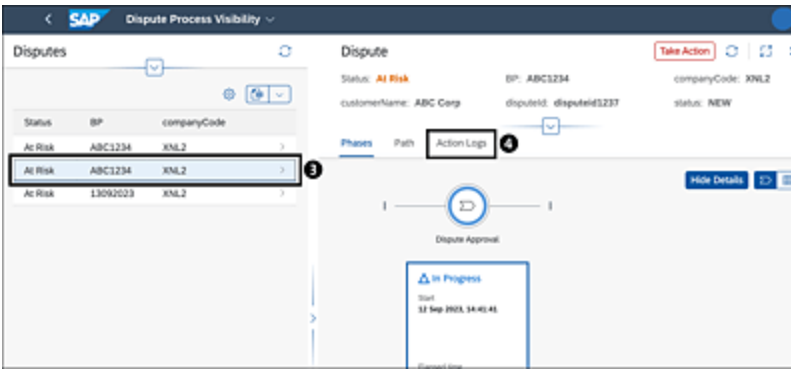 SAP Dispute Process Visibility
Disputes
Status BP companyCode
At Risk ABC1234 XNL2
At Risk ABC1234 XNL2
At Risk 13092023 XNL2
3
Dispute Take Action
Status: At Risk BP: ABC1234 companyCode: XNL2
customerName: ABC Corp disputeId: disputeid1237 status: NEW
Phases Path Action Logs 4
Hide Details
Dispute Approval
In Progress
Start
12 Sep 2023, 14:41:41